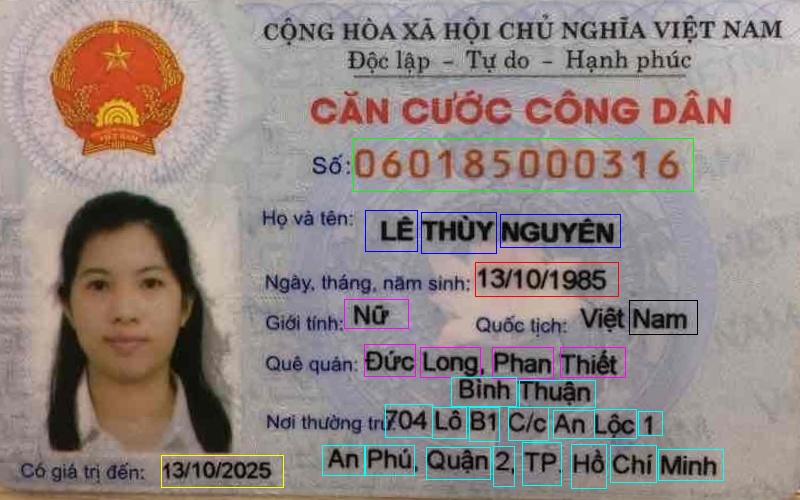 CỘNG HÒA XÃ HỘI CHỦ NGHĨA VIỆT NAM
Độc lập - Tự do - Hạnh phúc
CĂN CƯỚC CÔNG DÂN
Số: 060185000316
Họ và tên: LÊ THÙY NGUYÊN
Ngày, tháng, năm sinh: 13/10/1985
Giới tính: Nữ Quốc tịch: Việt Nam
Quê quán: Đức Long, Phan Thiết
Bình Thuận
Nơi thường trú: 704 Lô B1 C/c An Lộc 1
An Phú, Quận 2, TP. Hồ Chí Minh
Có giá trị đến: 13/10/2025